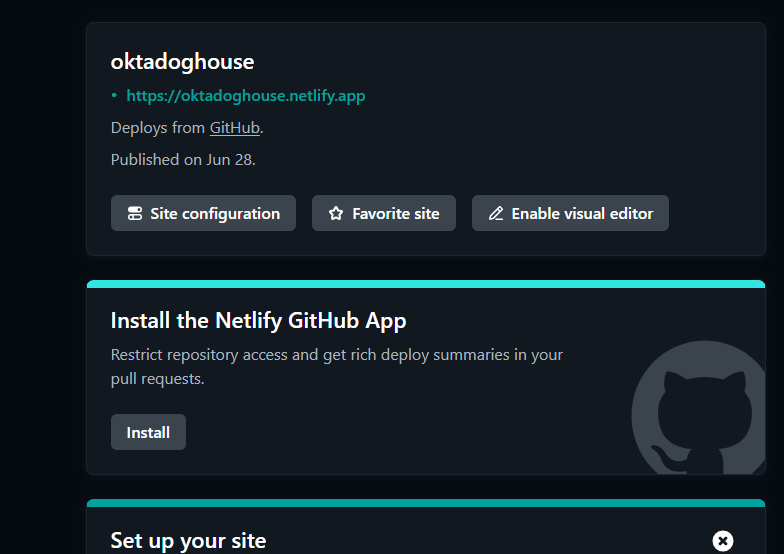 oktadoghouse
• https://oktadoghouse.netlify.app
Deploys from GitHub.
Published on Jun 28.
Site configuration
Favorite site
Enable visual editor
Install the Netlify GitHub App
Restrict repository access and get rich deploy summaries in your
pull requests.
Install
Set up your site